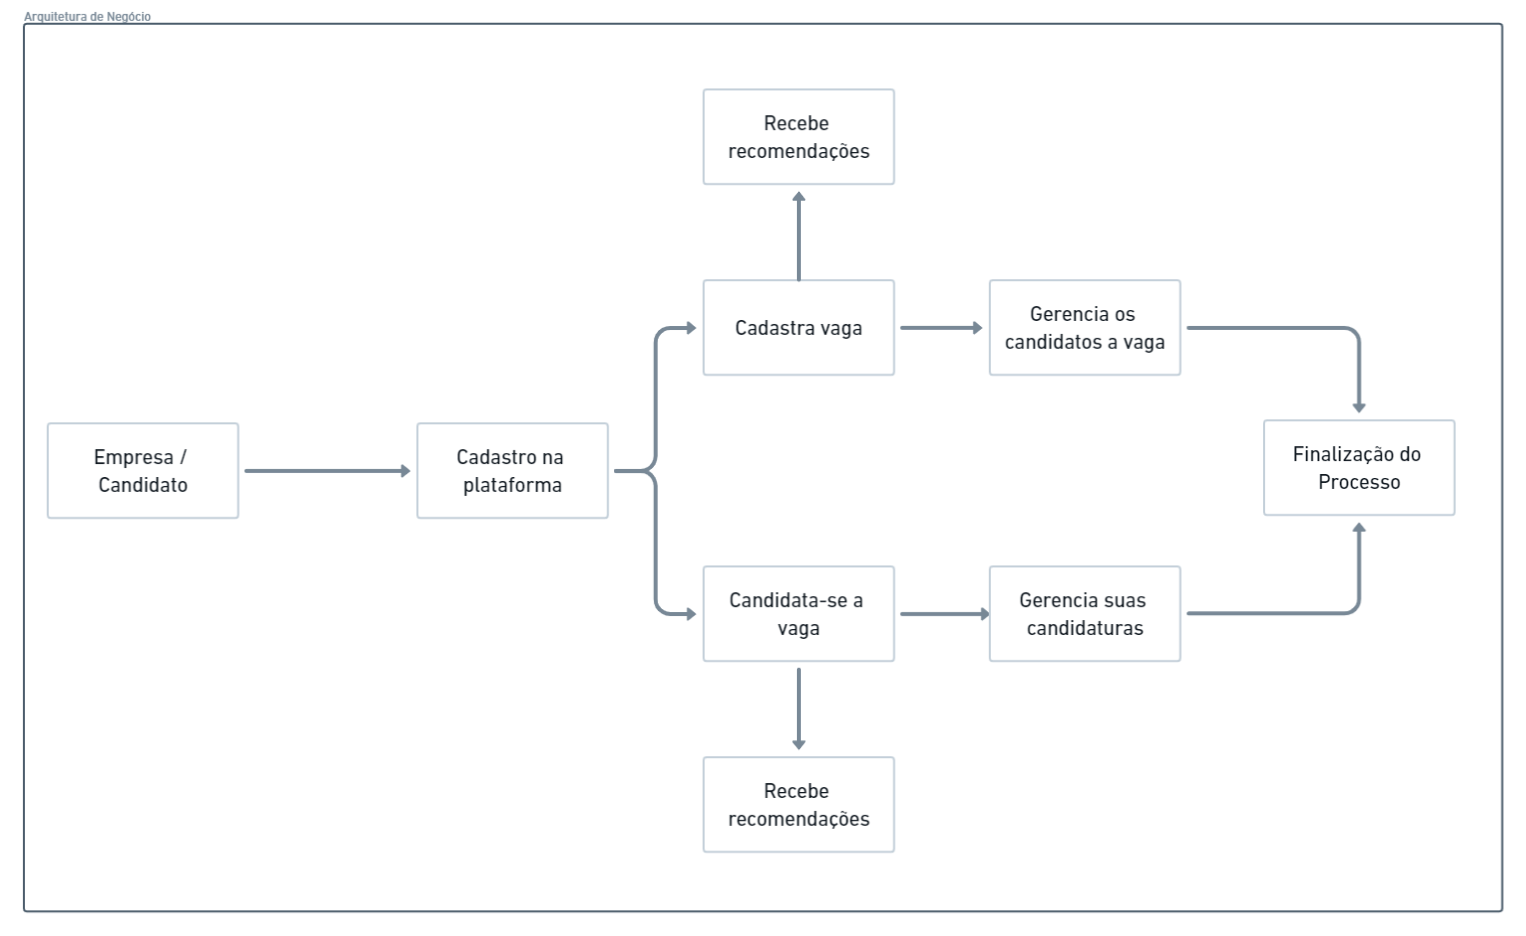 Arquitetura de Negócio
Recebe
recomendações
Cadastra vaga
Gerencia os
candidatos a vaga
Empresa /
Candidato
Cadastro na
plataforma
Finalização do
Processo
Candidata-se a
vaga
Gerencia suas
candidaturas
Recebe
recomendações